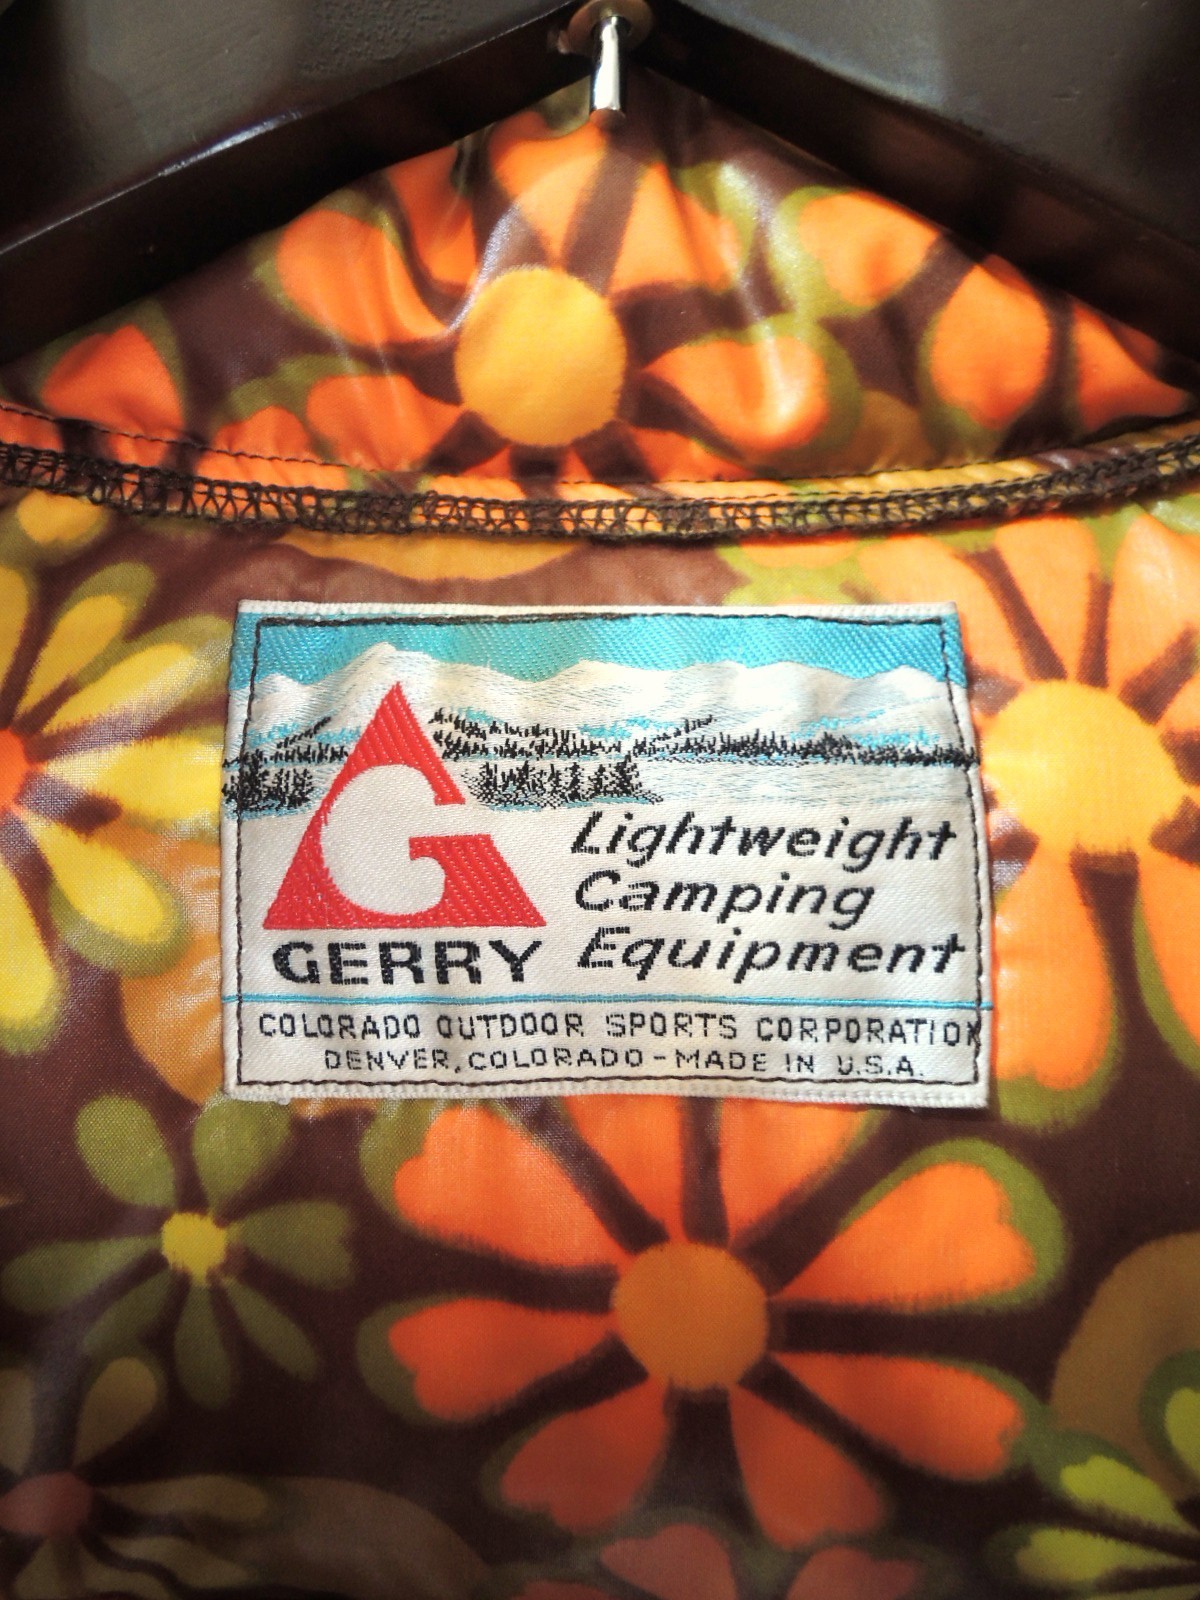 Lightweight
Camping
GERRY Equipment
COLORADO OUTDOOR SPORTS CORPORATION
DENVER, COLORADO - MADE IN U.S.A.